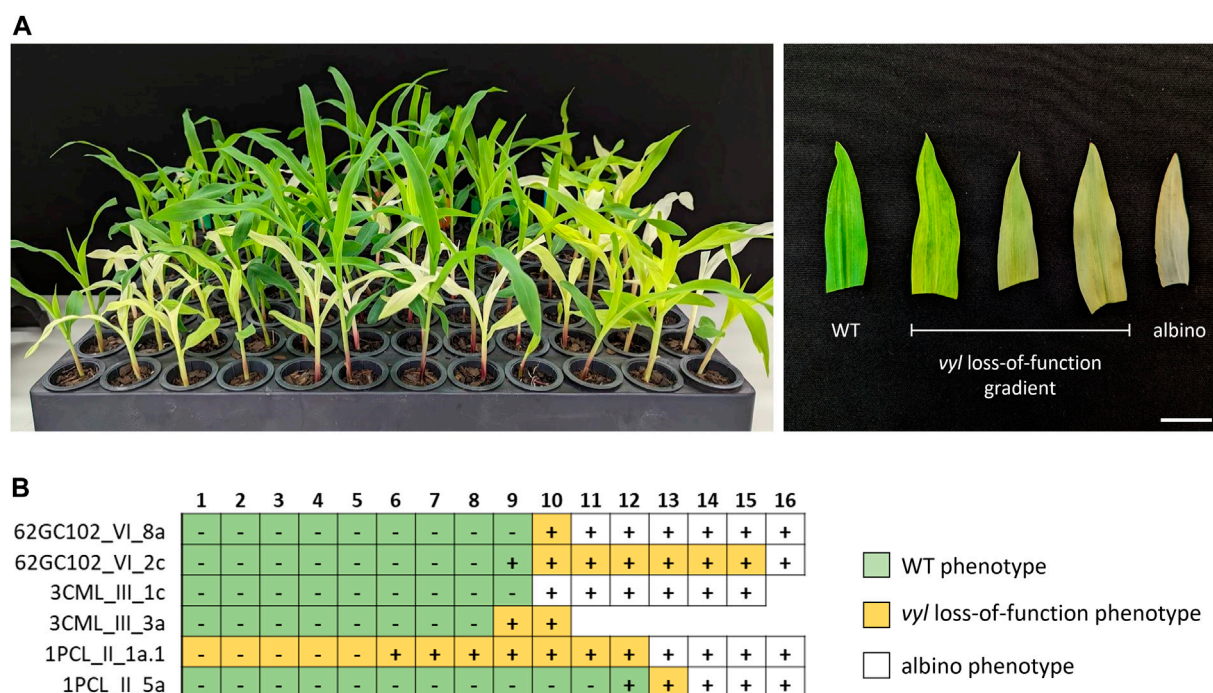 A
WT
vyl loss-of-function
gradient
albino
B
1 2 3 4 5 6 7 8 9 10 11 12 13 14 15 16
62GC102_VI_8a - - - - - - - - - + + + + + + +
62GC102_VI_2c - - - - - - - - + + + + + + + +
3CML_III_1c - - - - - - - - - + + + + + +
3CML_III_3a - - - - - - - - + +
1PCL_II_1a.1 - - - - - + + + + + + + + + + +
1PCL_II_5a - - - - - - - - - - - + + + + +
WT phenotype
vyl loss-of-function phenotype
albino phenotype